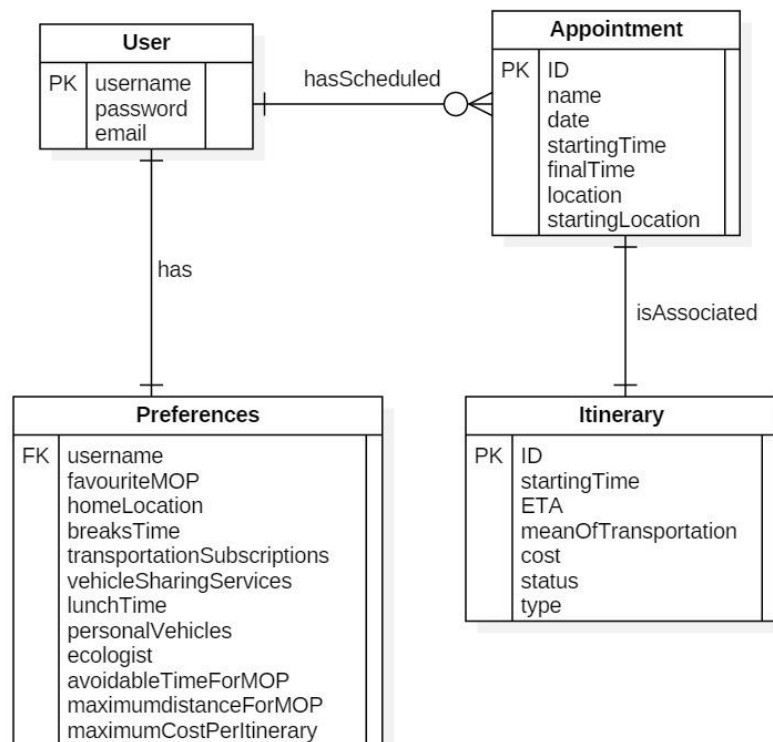 User
PK username
password
email
hasScheduled
Appointment
PK ID
name
date
startingTime
finalTime
location
startingLocation
has
isAssociated
Preferences
FK username
favouriteMOP
homeLocation
breaksTime
transportationSubscriptions
vehicleSharingServices
lunchTime
personalVehicles
ecologist
avoidableTimeForMOP
maximumdistanceForMOP
maximumCostPerItinerary
Itinerary
PK ID
startingTime
ETA
meanOfTransportation
cost
status
type